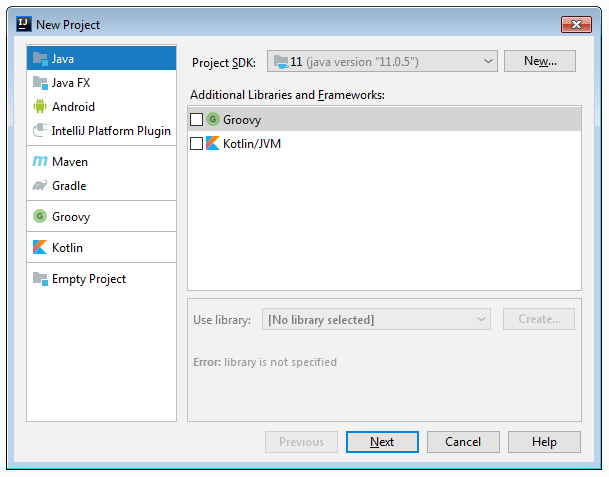 IJ New Project
Java
Java FX
Android
IntelliJ Platform Plugin
Maven
Gradle
Groovy
Kotlin
Empty Project
Project SDK: 11 (java version "11.0.5") New...
Additional Libraries and Frameworks:
G Groovy
Kotlin/JVM
Use library: [No library selected] Create...
Error: library is not specified
Previous Next Cancel Help